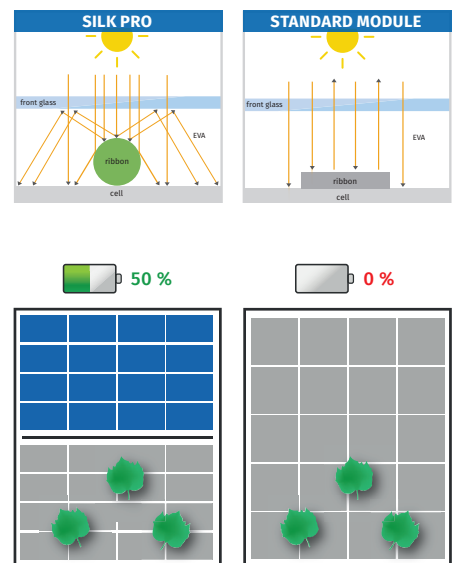 SILK PRO
front glass
EVA
ribbon
cell
STANDARD MODULE
front glass
EVA
ribbon
cell
50 %
0 %